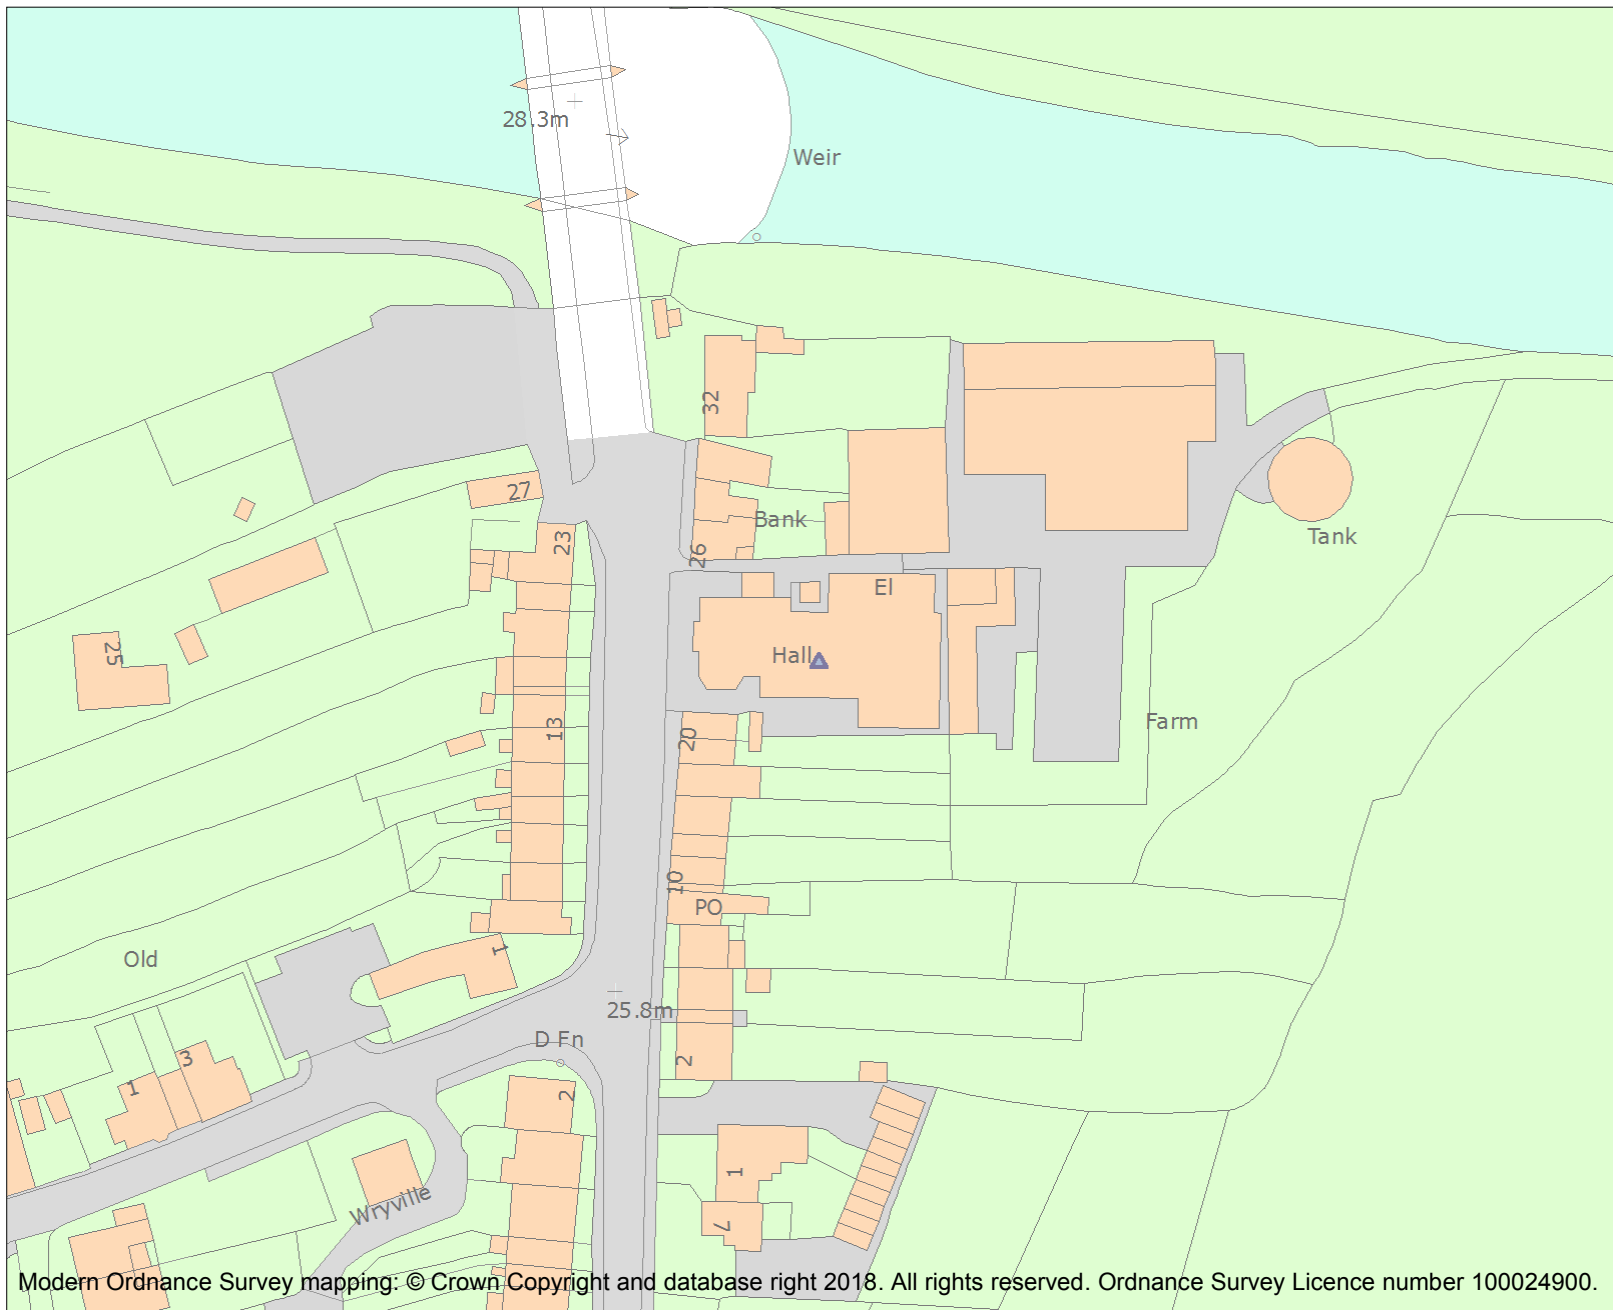 28.3m
Weir
32
27
Bank
23
26
Tank
El
25
Hall
13
20
Farm
10
PO
1
Old
25.8m
D Fn
3
2
1
2
1
Wryville
7
Modern Ordnance Survey mapping: © Crown Copyright and database right 2018. All rights reserved. Ordnance Survey Licence number 100024900.